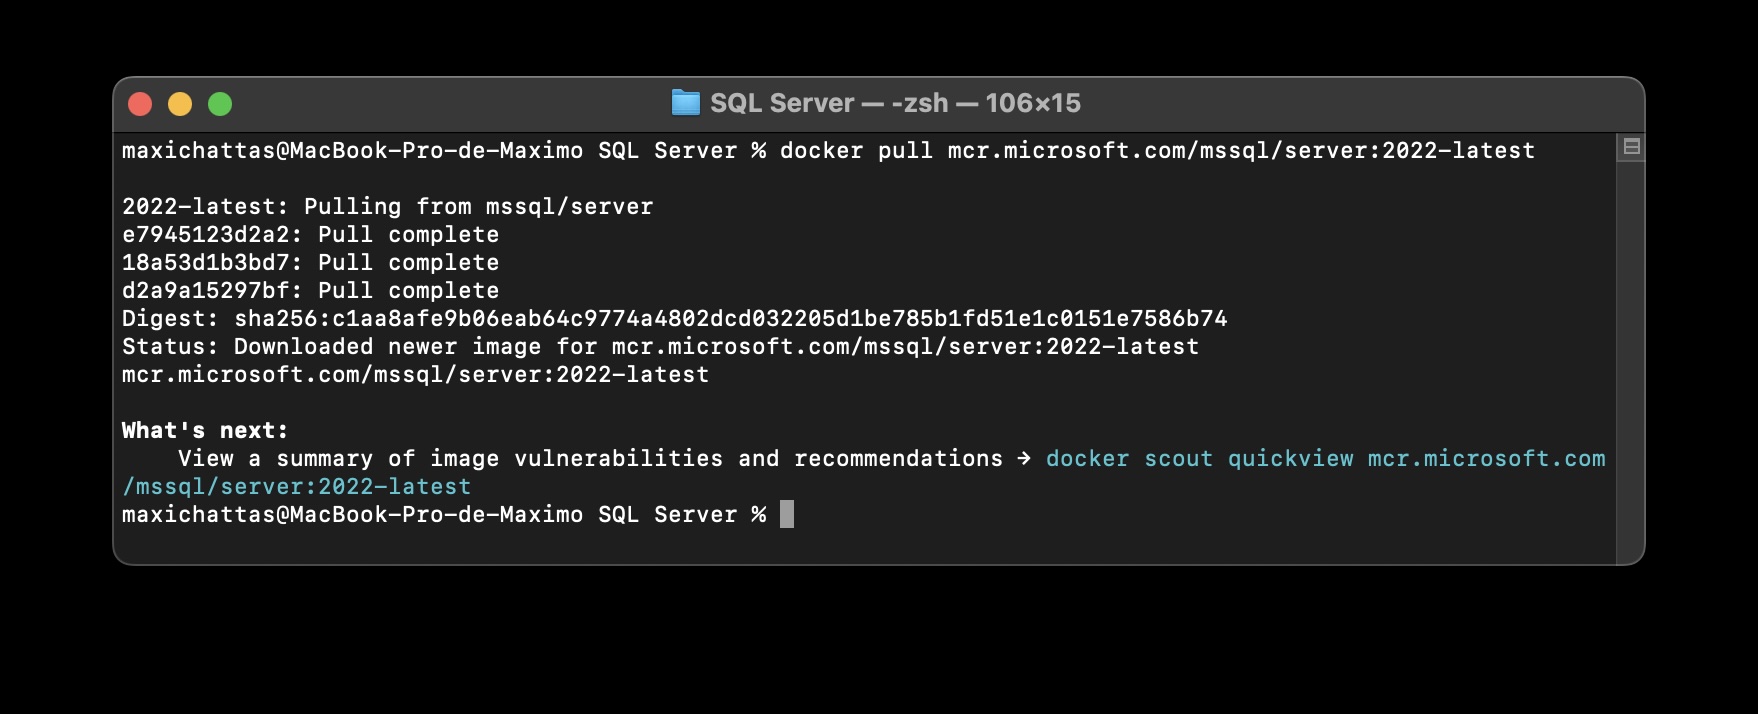 SQL Server — -zsh — 106×15
maxichattas@MacBook-Pro-de-Maximo SQL Server % docker pull mcr.microsoft.com/mssql/server:2022-latest
2022-latest: Pulling from mssql/server
e7945123d2a2: Pull complete
18a53d1b3bd7: Pull complete
d2a9a15297bf: Pull complete
Digest: sha256:c1aa8afe9b06eab64c9774a4802dcd032205d1be785b1fd51e1c0151e7586b74
Status: Downloaded newer image for mcr.microsoft.com/mssql/server:2022-latest
mcr.microsoft.com/mssql/server:2022-latest
What's next:
    View a summary of image vulnerabilities and recommendations → docker scout quickview mcr.microsoft.com
/mssql/server:2022-latest
maxichattas@MacBook-Pro-de-Maximo SQL Server %